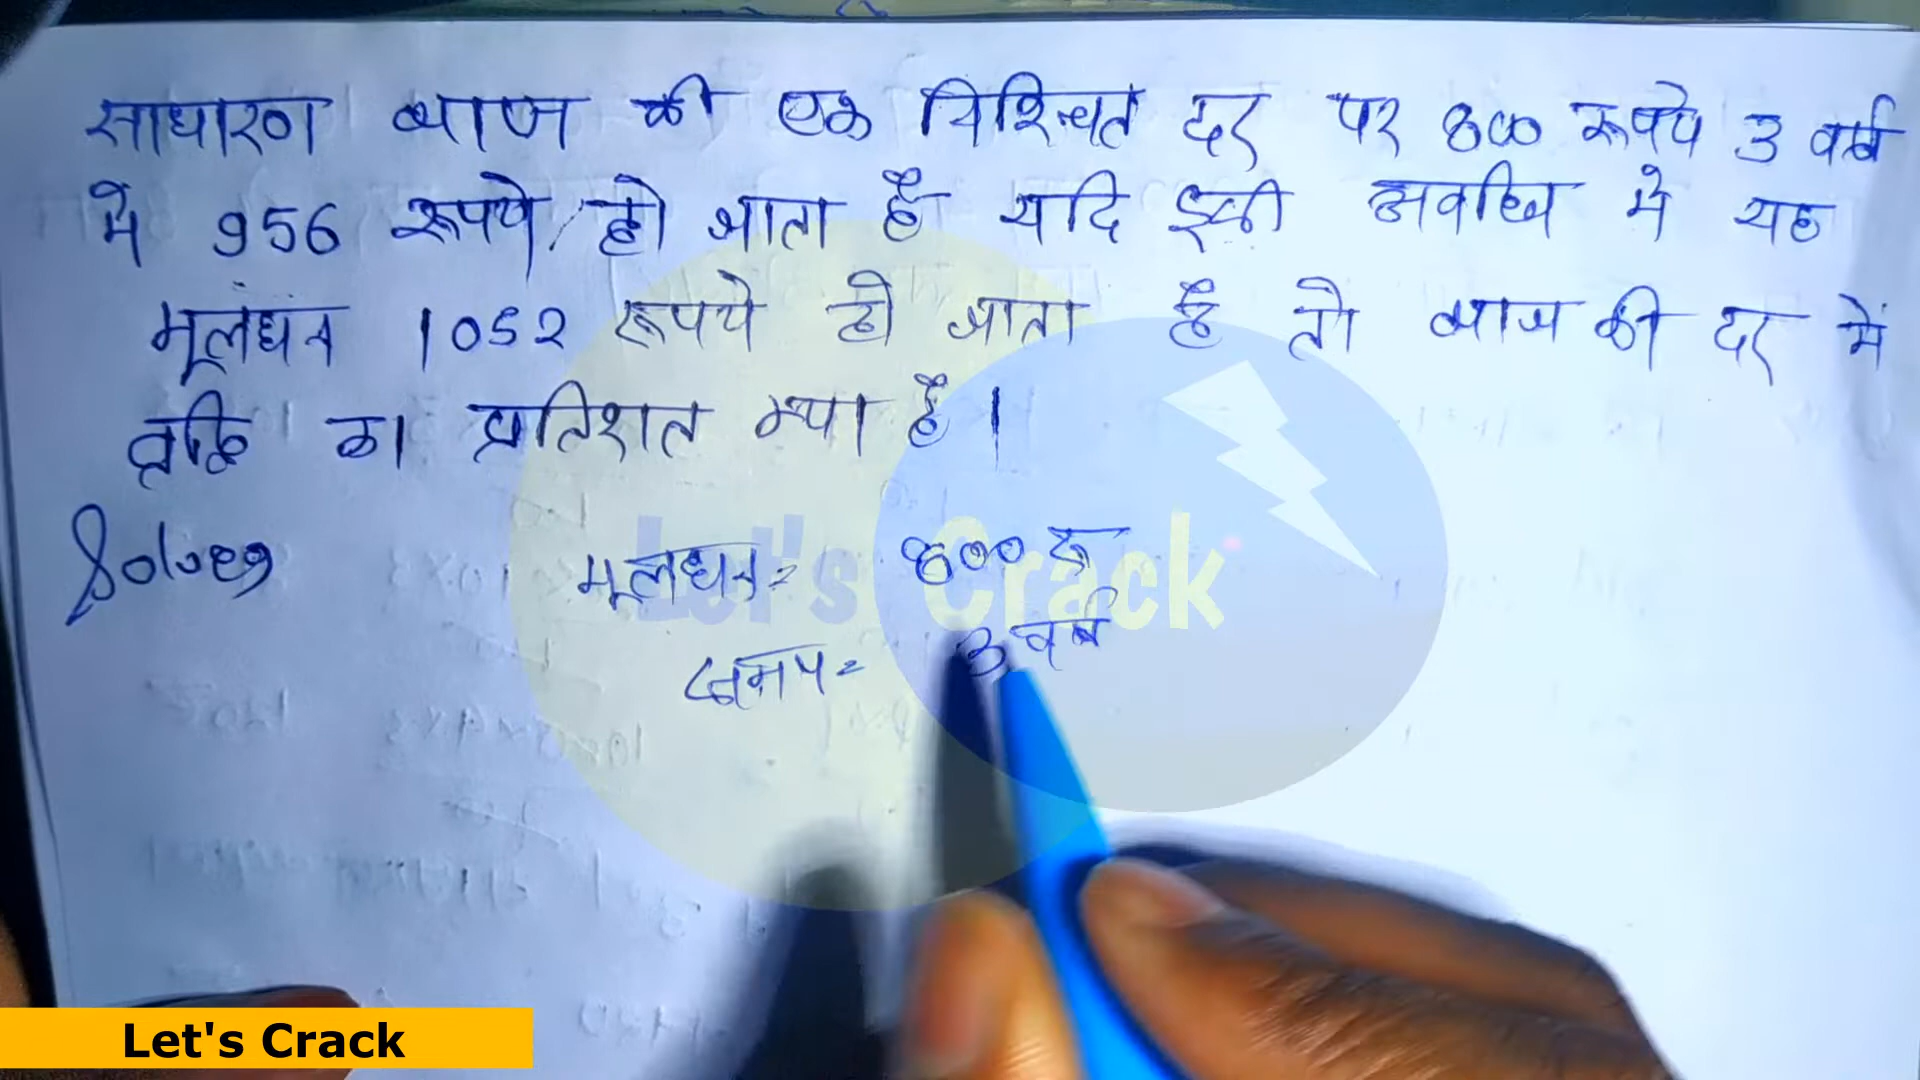 साधारण ब्याज की एक निश्चित दर पर 800 रूपये 3 वर्ष
में 956 रूपये हो जाता है यदि इसी अवधि में यह
मूलधन 1052 रूपये हो जाता है तो ब्याज की दर में
वृद्धि का प्रतिशत क्या है।
Solve
मूलधन= 800 रू
समय= 3 वर्ष
Let's Crack
Let's Crack